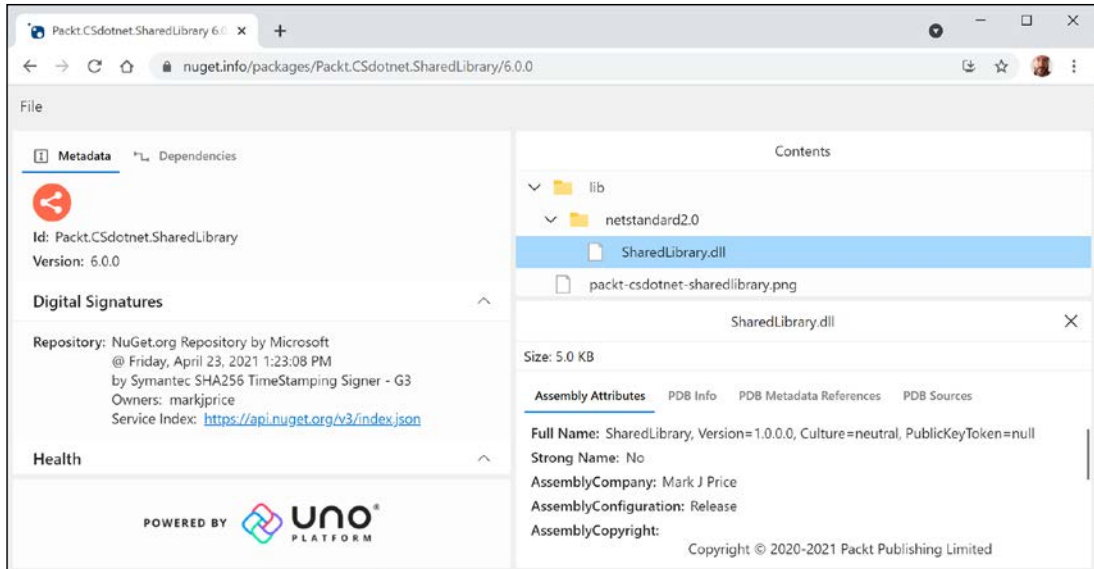 Packt.CSdotnet.SharedLibrary 6.0
nuget.info/packages/Packt.CSdotnet.SharedLibrary/6.0.0
File
Metadata
Dependencies
Id: Packt.CSdotnet.SharedLibrary
Version: 6.0.0
Digital Signatures
Repository: NuGet.org Repository by Microsoft
@ Friday, April 23, 2021 1:23:08 PM
by Symantec SHA256 TimeStamping Signer - G3
Owners: markjprice
Service Index: https://api.nuget.org/v3/index.json
Health
POWERED BY UNO®
PLATFORM
Contents
lib
netstandard2.0
SharedLibrary.dll
packt-csdotnet-sharedlibrary.png
SharedLibrary.dll
Size: 5.0 KB
Assembly Attributes PDB Info PDB Metadata References PDB Sources
Full Name: SharedLibrary, Version=1.0.0.0, Culture=neutral, PublicKeyToken=null
Strong Name: No
AssemblyCompany: Mark J Price
AssemblyConfiguration: Release
AssemblyCopyright:
Copyright © 2020-2021 Packt Publishing Limited